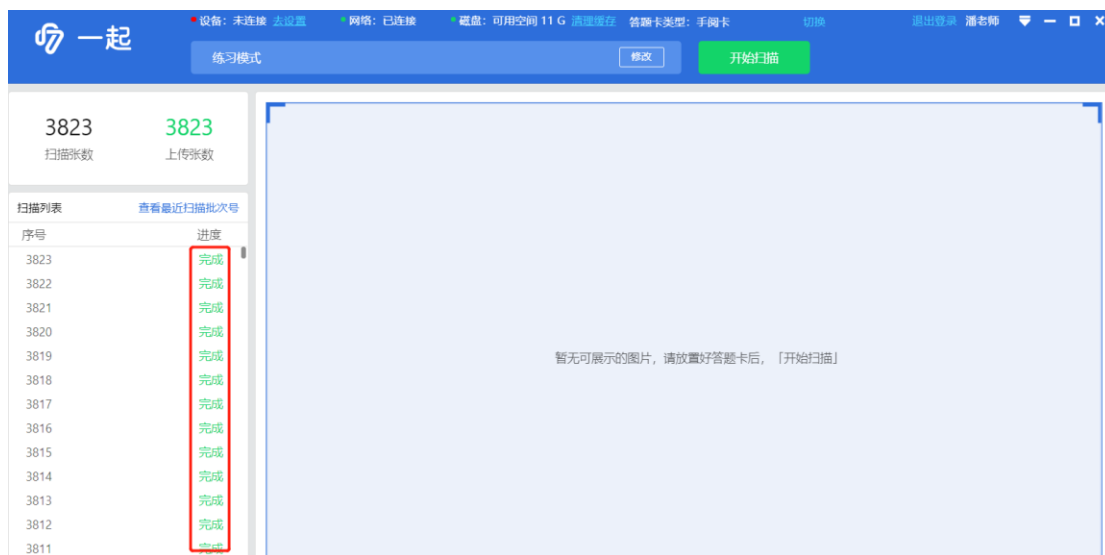 一起
设备：未连接 去设置 网络：已连接 磁盘：可用空间 11 G 清理缓存 答题卡类型：手阅卡 切换 退出登录 潘老师
练习模式 修改 开始扫描
3823 3823
扫描张数 上传张数
扫描列表 查看最近扫描批次号
序号 进度
3823 完成
3822 完成
3821 完成
3820 完成
3819 完成
3818 完成
3817 完成
3816 完成
3815 完成
3814 完成
3813 完成
3812 完成
3811 完成
暂无可展示的图片，请放置好答题卡后，「开始扫描」